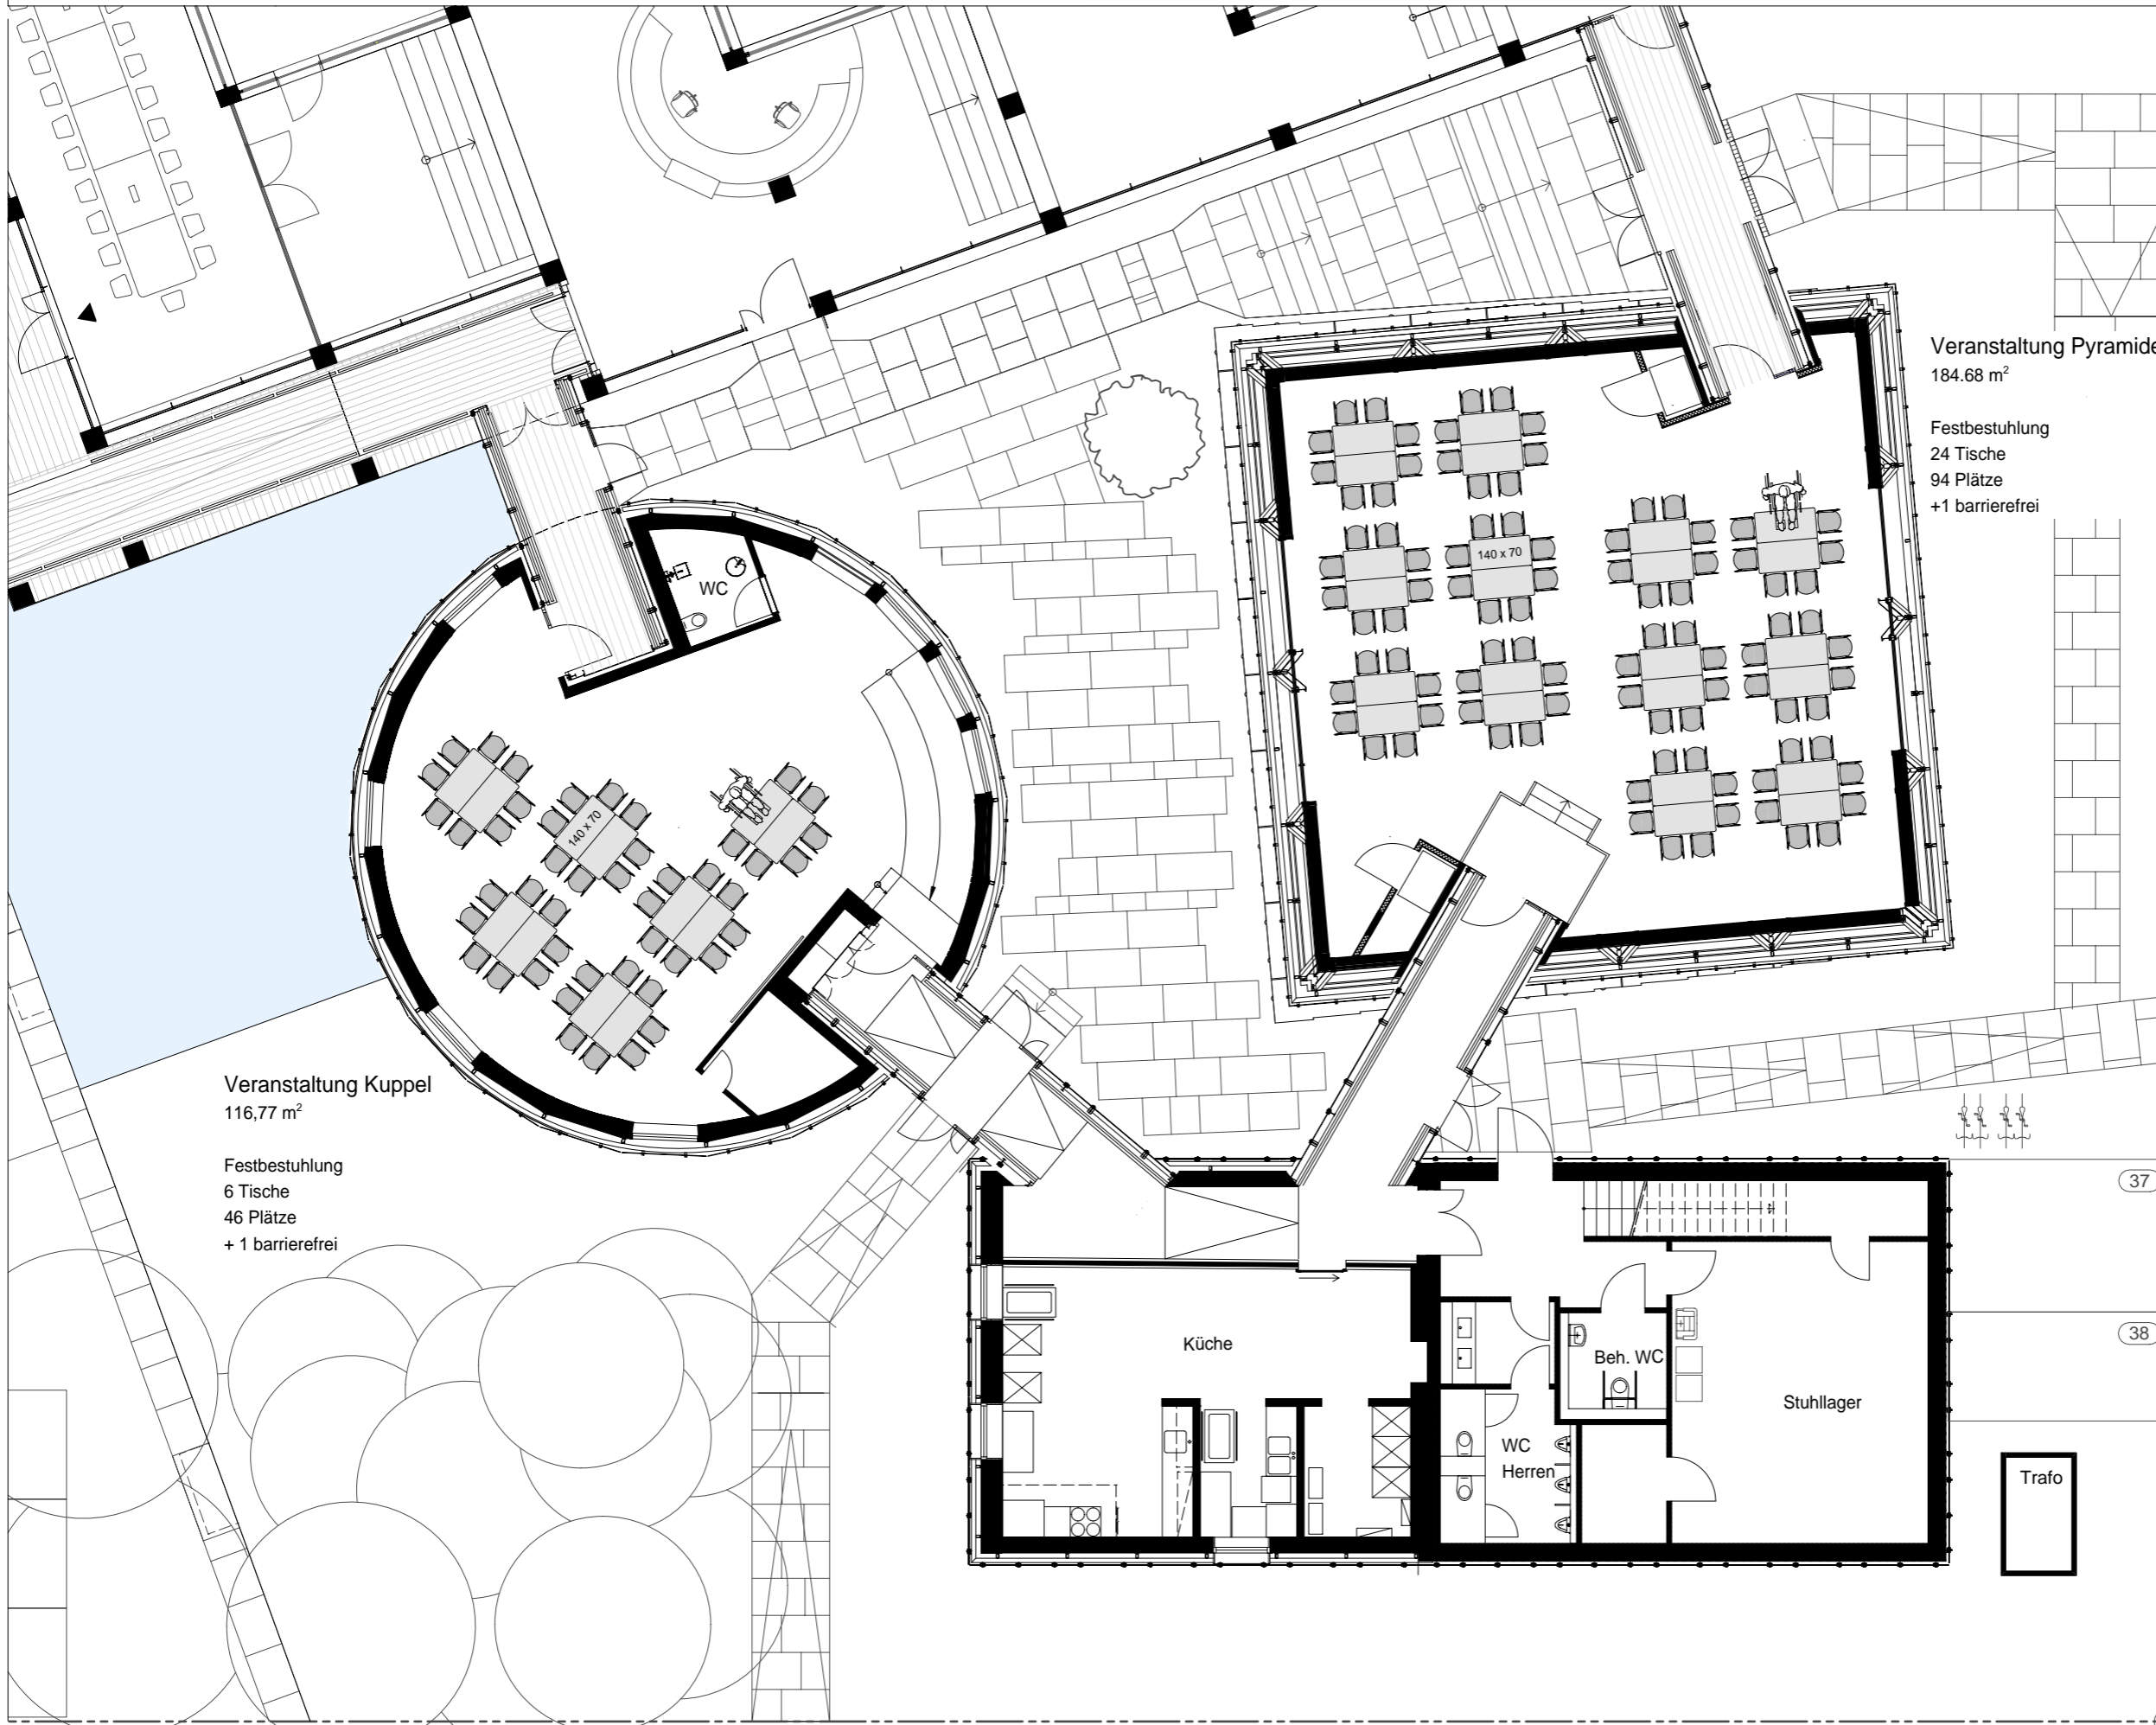 Veranstaltung Pyramide
184.68 m²
Festbestuhlung
24 Tische
94 Plätze
+1 barrierefrei
140 x 70
WC
140 x 70
Veranstaltung Kuppel
116,77 m²
Festbestuhlung
6 Tische
46 Plätze
+ 1 barrierefrei
37
38
Küche
Beh. WC
Stuhllager
WC
Herren
Trafo